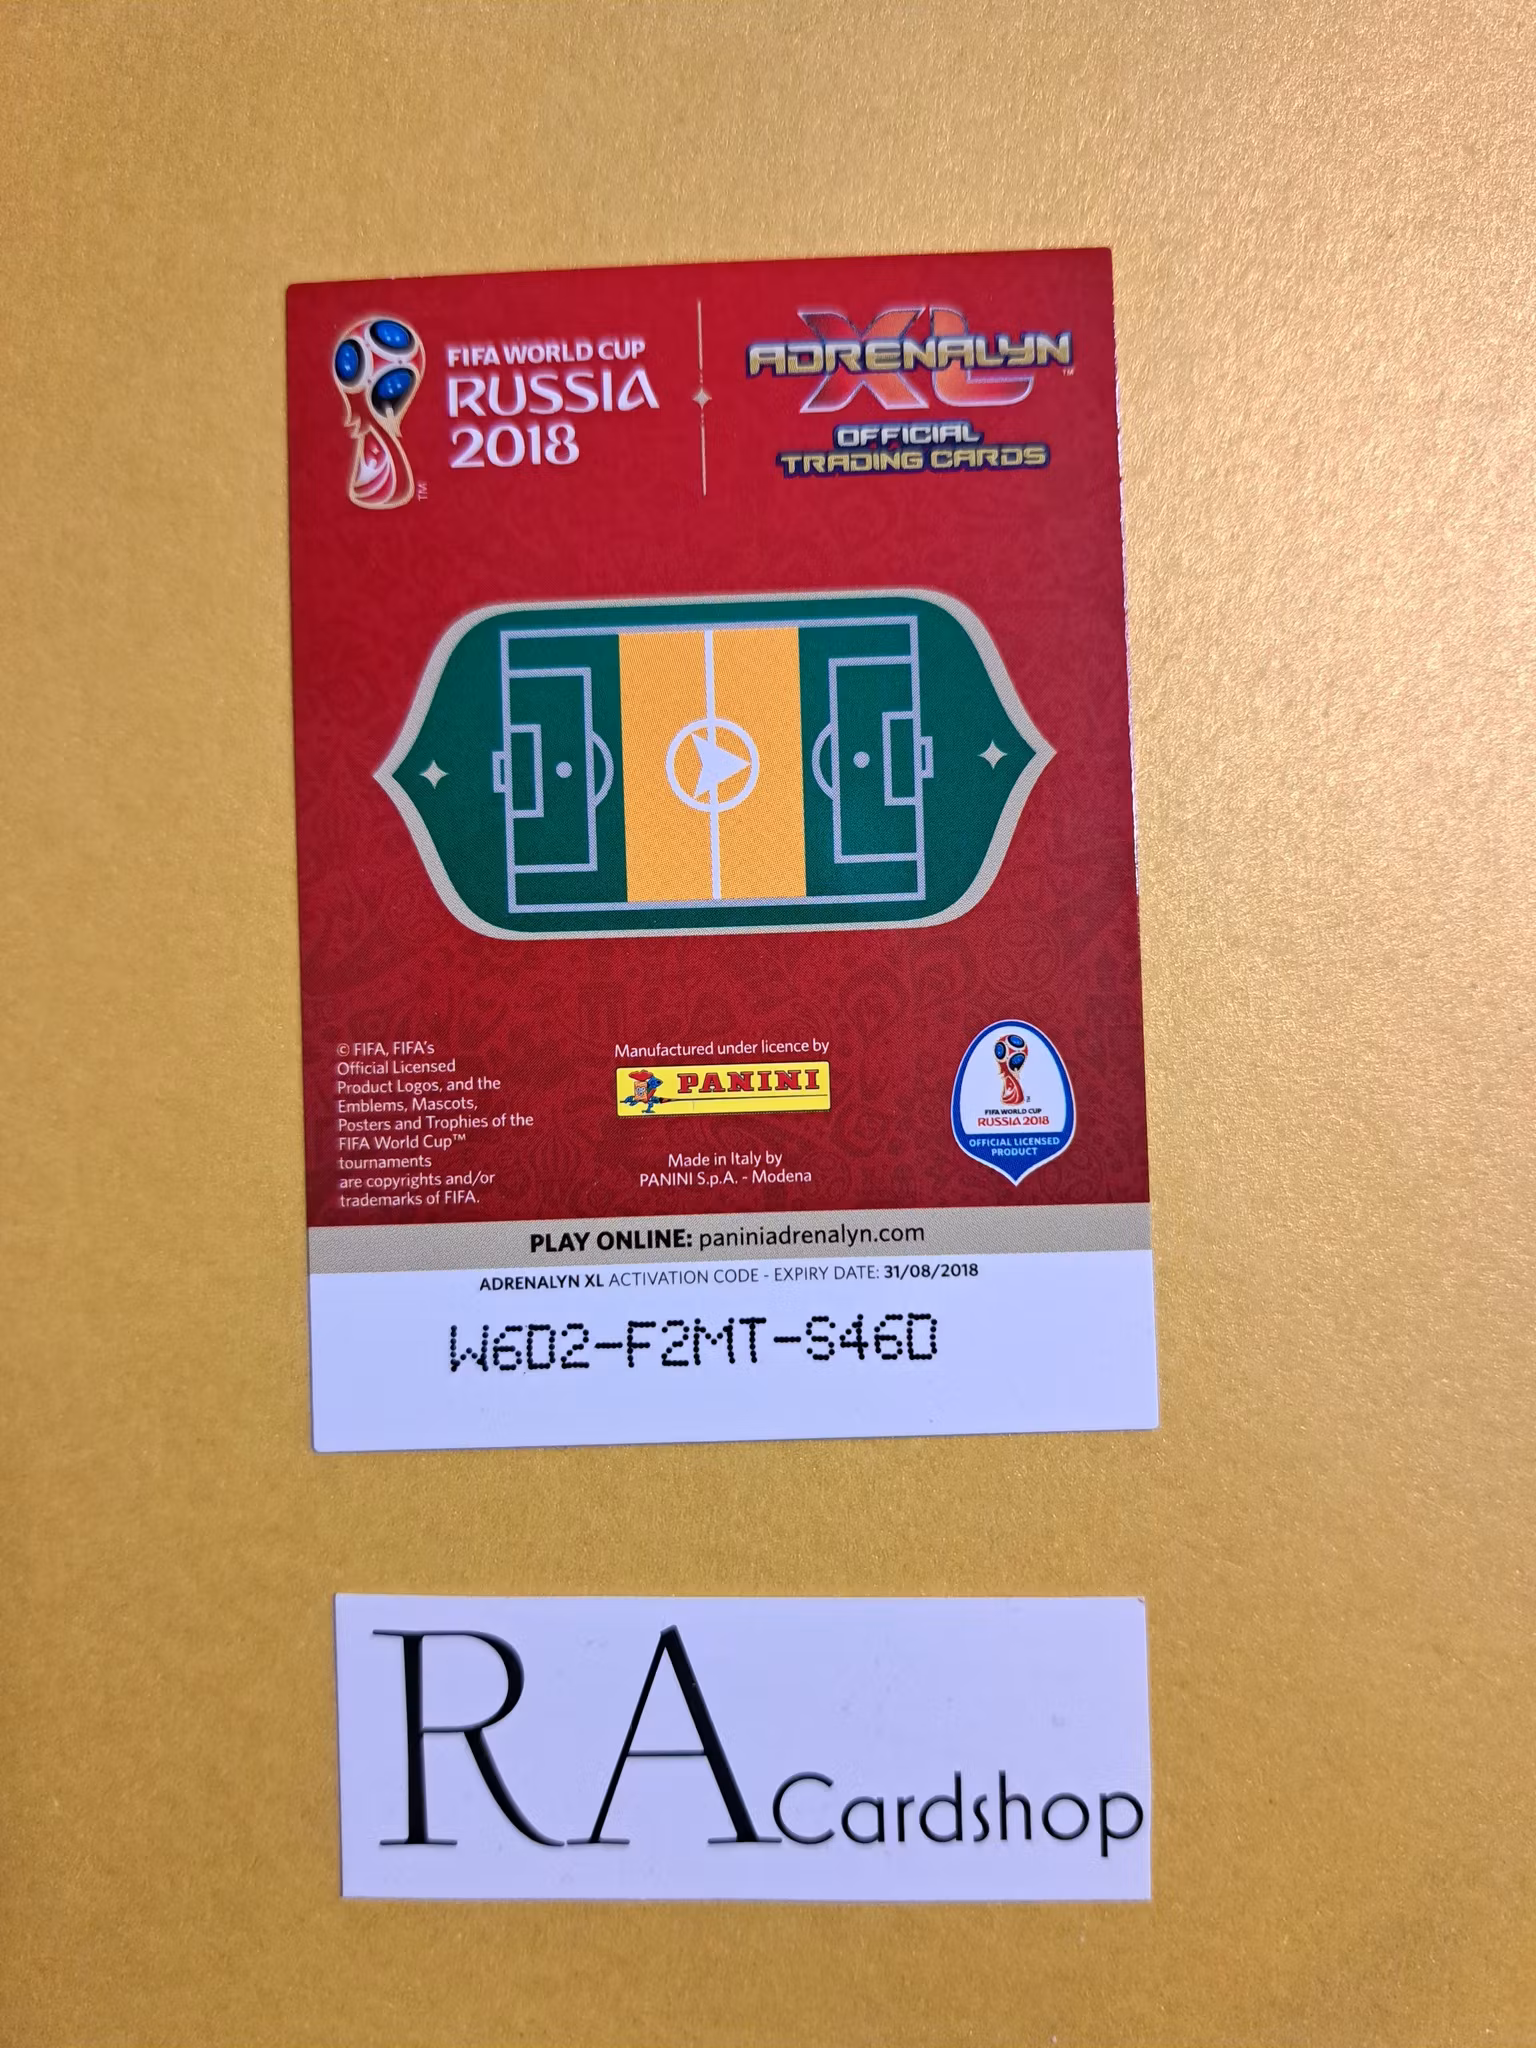 FIFA WORLD CUP
RUSSIA
2018
TM
ADRENALYN
XL
TM
OFFICIAL
TRADING CARDS
© FIFA, FIFA's
Official Licensed
Product Logos, and the
Emblems, Mascots,
Posters and Trophies of the
FIFA World Cup™
tournaments
are copyrights and/or
trademarks of FIFA.
Manufactured under licence by
PANINI
Made in Italy by
PANINI S.p.A. - Modena
FIFA WORLD CUP
RUSSIA 2018
OFFICIAL LICENSED
PRODUCT
PLAY ONLINE: paniniadrenalyn.com
ADRENALYN XL ACTIVATION CODE - EXPIRY DATE: 31/08/2018
W6D2-F2MT-S46D
RA Cardshop